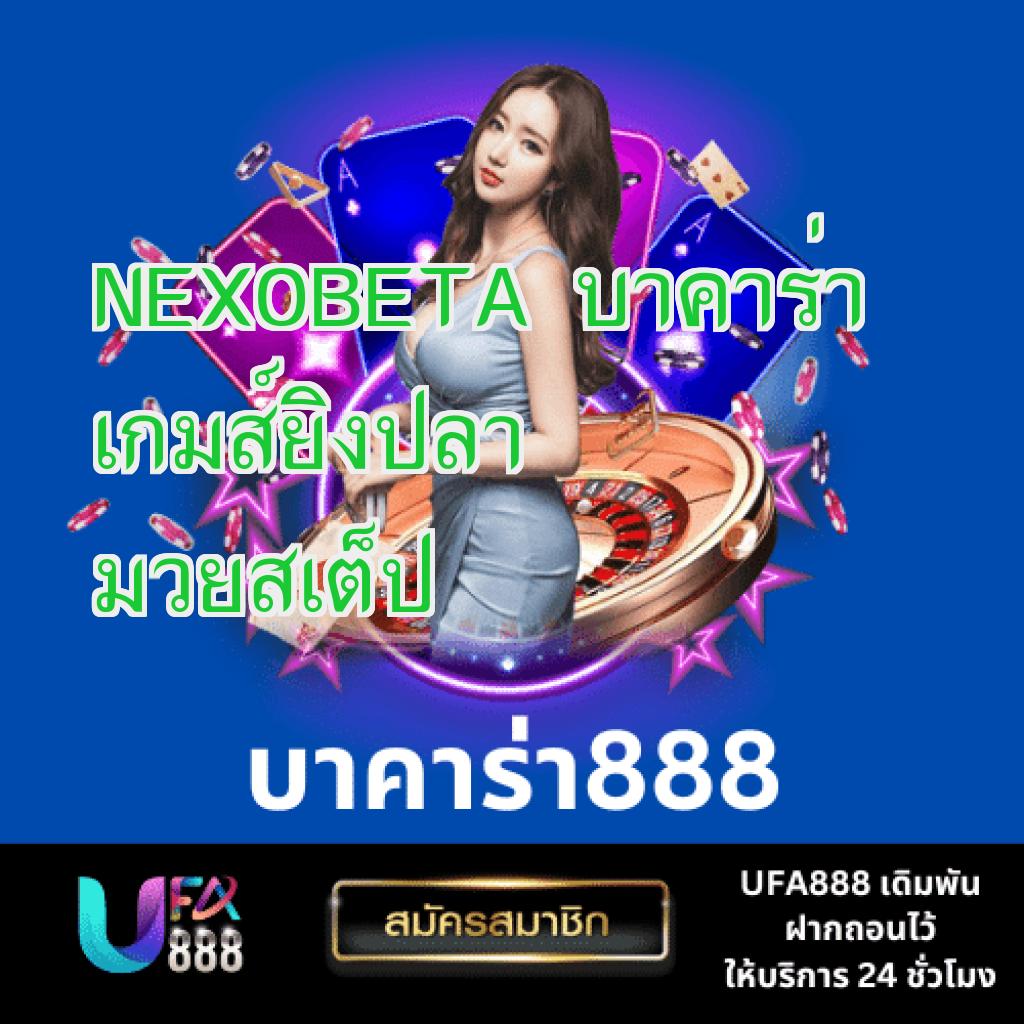 NEXOBETA บาคาร่า
เกมส์ยิงปลา
มวยสเต็ป
บาคาร่า888
UFA
888
สมัครสมาชิก
UFA888 เดิมพัน
ฝากถอนไว้
ให้บริการ 24 ชั่วโมง